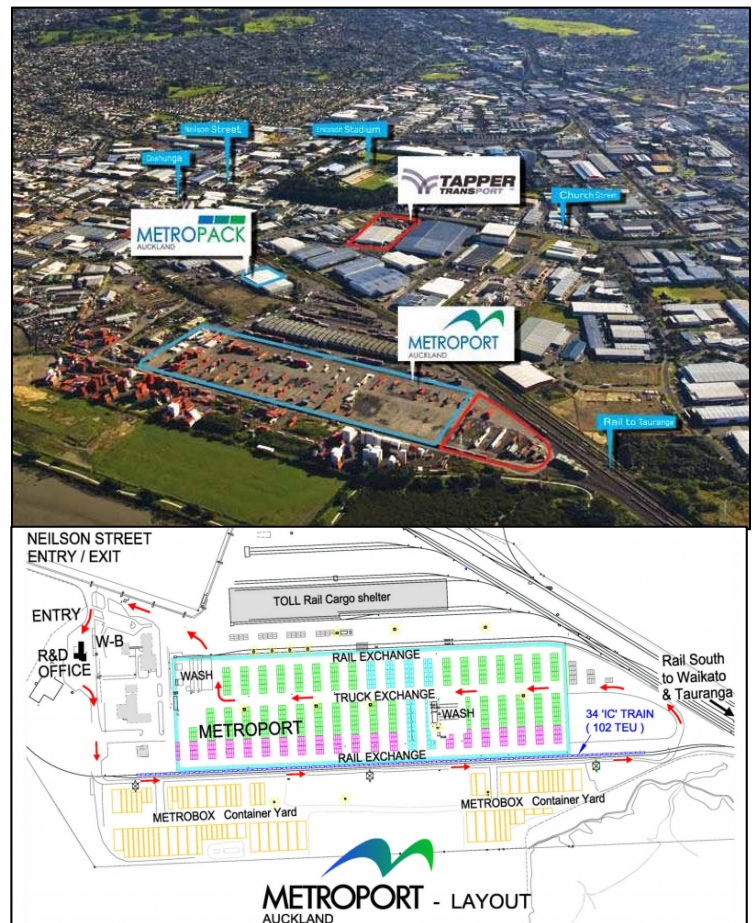 Neilson Street
Ericsson Stadium
Onehunga
TAPPER
TRANSPORT
Church Street
METROPACK
AUCKLAND
METROPORT
AUCKLAND
Rail to Tauranga
NEILSON STREET
ENTRY / EXIT
ENTRY
W-B
R&D
OFFICE
TOLL Rail Cargo shelter
RAIL EXCHANGE
WASH
TRUCK EXCHANGE
WASH
METROPORT
RAIL EXCHANGE
Rail South
to Waikato
& Tauranga
34 'IC' TRAIN
( 102 TEU )
METROBOX Container Yard
METROBOX Container Yard
METROPORT - LAYOUT
AUCKLAND